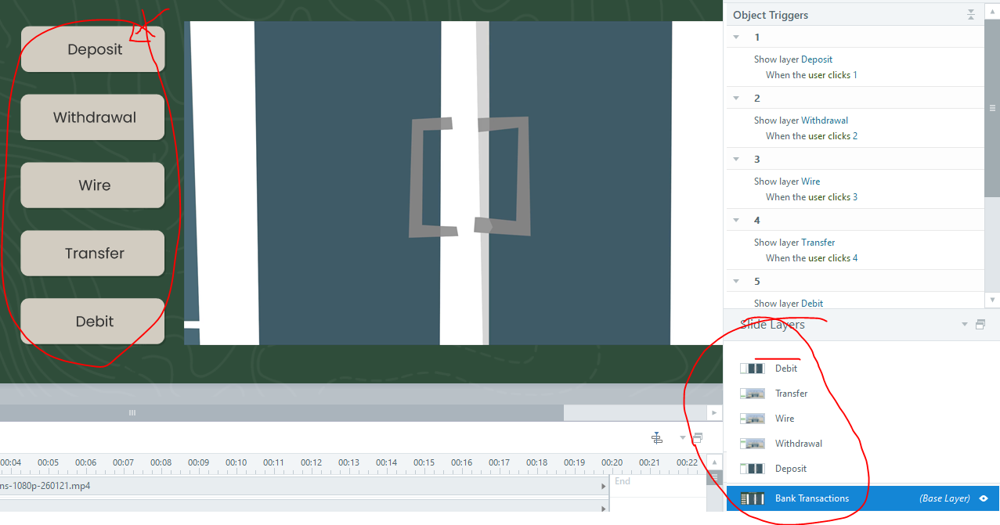 Deposit
Withdrawal
Wire
Transfer
Debit
Object Triggers
1
Show layer Deposit
When the user clicks 1
2
Show layer Withdrawal
When the user clicks 2
3
Show layer Wire
When the user clicks 3
4
Show layer Transfer
When the user clicks 4
5
Show layer Debit
Slide Layers
Debit
Transfer
Wire
Withdrawal
Deposit
Bank Transactions (Base Layer)
00:04 00:05 00:06 00:07 00:08 00:09 00:10 00:11 00:12 00:13 00:14 00:15 00:16 00:17 00:18 00:19 00:20 00:21 00:22
ns-1080p-260121.mp4
End